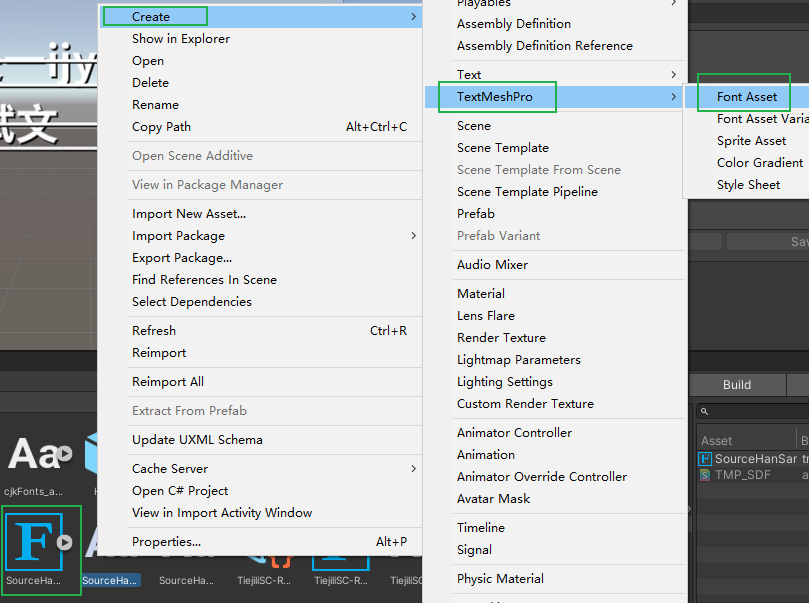 ijy
试文
Create
Show in Explorer
Open
Delete
Rename
Copy Path Alt+Ctrl+C
Open Scene Additive
View in Package Manager
Import New Asset...
Import Package
Export Package...
Find References In Scene
Select Dependencies
Refresh Ctrl+R
Reimport
Reimport All
Extract From Prefab
Update UXML Schema
Cache Server
Open C# Project
View in Import Activity Window
Properties... Alt+P
Playables
Assembly Definition
Assembly Definition Reference
Text
TextMeshPro
Scene
Scene Template
Scene Template From Scene
Scene Template Pipeline
Prefab
Prefab Variant
Audio Mixer
Material
Lens Flare
Render Texture
Lightmap Parameters
Lighting Settings
Custom Render Texture
Animator Controller
Animation
Animator Override Controller
Avatar Mask
Timeline
Signal
Physic Material
Font Asset
Font Asset Varia
Sprite Asset
Color Gradient
Style Sheet
Sav
Build
Asset B
F SourceHanSar tr
S TMP_SDF a
Aa
cjkFonts_a...
F
SourceHa...
SourceHa...
SourceHa...
TiejiliSC-R...
TiejiliSC-R...
TiejiliSC